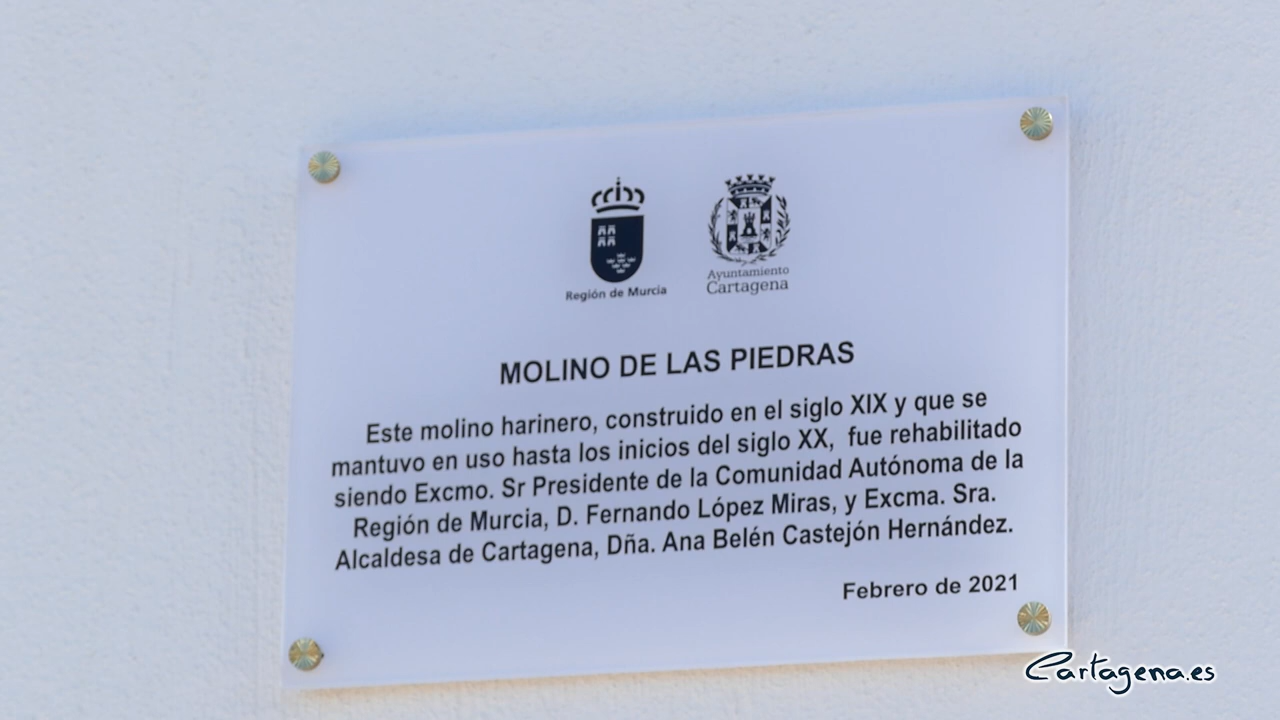 Región de Murcia
Ayuntamiento
Cartagena
MOLINO DE LAS PIEDRAS
Este molino harinero, construido en el siglo XIX y que se
mantuvo en uso hasta los inicios del siglo XX, fue rehabilitado
siendo Excmo. Sr Presidente de la Comunidad Autónoma de la
Región de Murcia, D. Fernando López Miras, y Excma. Sra.
Alcaldesa de Cartagena, Dña. Ana Belén Castejón Hernández.
Febrero de 2021
Cartagena.es